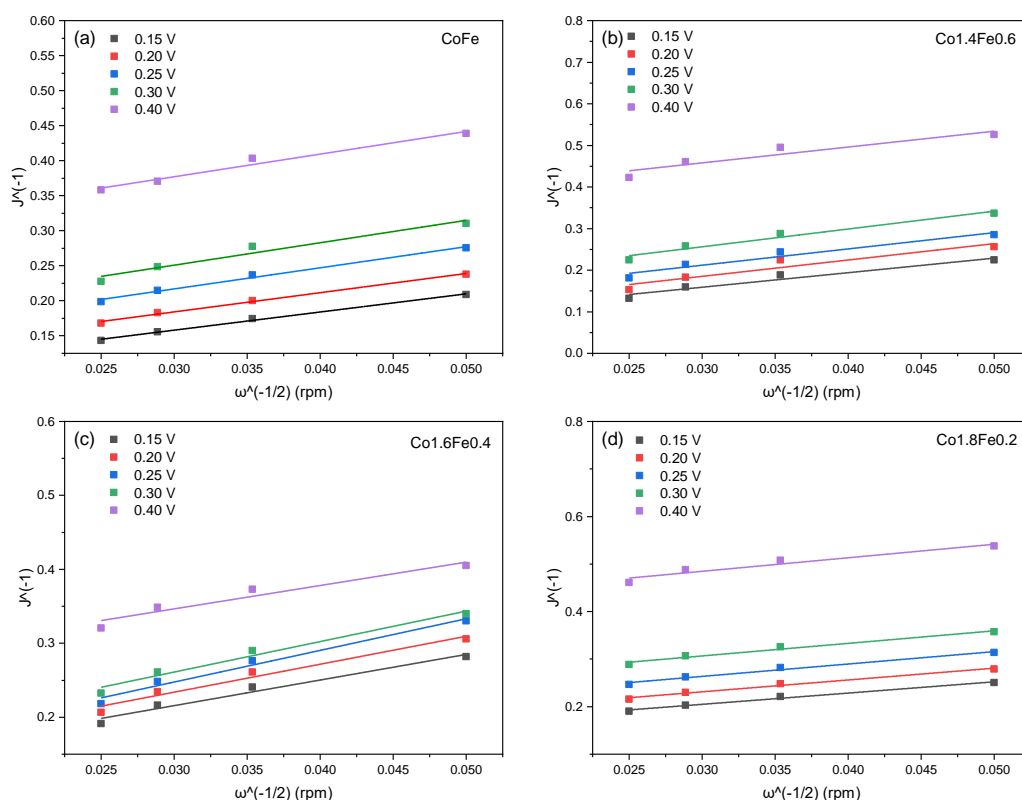 (a)
CoFe
0.15 V
0.20 V
0.25 V
0.30 V
0.40 V
0.60
0.55
0.50
0.45
0.40
0.35
0.30
0.25
0.20
0.15
J^(-1)
0.025 0.030 0.035 0.040 0.045 0.050
ω^(-1/2) (rpm)
(b)
Co1.4Fe0.6
0.15 V
0.20 V
0.25 V
0.30 V
0.40 V
0.8
0.7
0.6
0.5
0.4
0.3
0.2
0.1
0.0
J^(-1)
0.025 0.030 0.035 0.040 0.045 0.050
ω^(-1/2) (rpm)
(c)
Co1.6Fe0.4
0.15 V
0.20 V
0.25 V
0.30 V
0.40 V
0.6
0.5
0.4
0.3
0.2
J^(-1)
0.025 0.030 0.035 0.040 0.045 0.050
ω^(-1/2) (rpm)
(d)
Co1.8Fe0.2
0.15 V
0.20 V
0.25 V
0.30 V
0.40 V
0.8
0.6
0.4
0.2
J^(-1)
0.025 0.030 0.035 0.040 0.045 0.050
ω^(-1/2) (rpm)